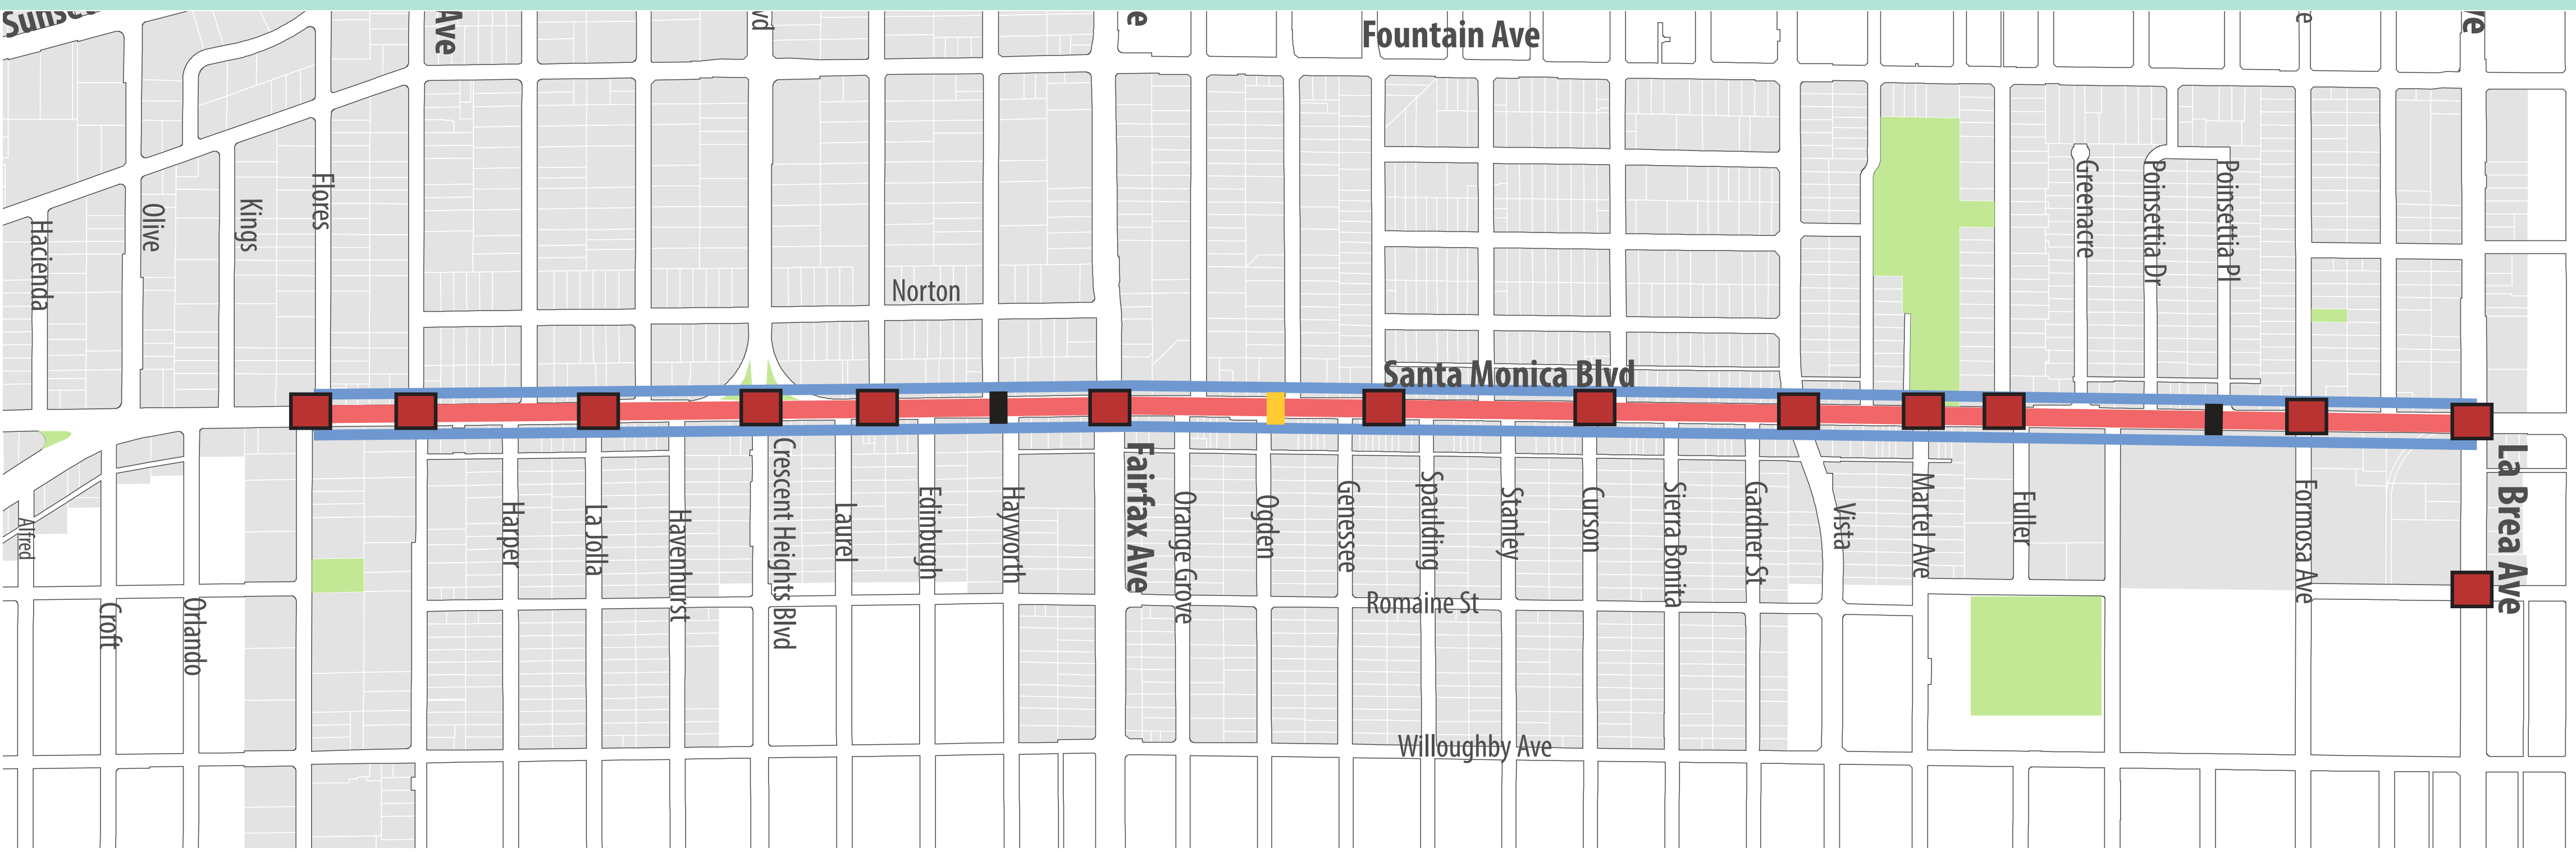 Ave
Fountain Ave
Hacienda
Olive
Kings
Flores
Norton
Greenacre
Poinsettia Dr
Poinsettia Pl
Santa Monica Blvd
Alfred
Croft
Orlando
Harper
La Jolla
Havenhurst
Crescent Heights Blvd
Laurel
Edinburgh
Hayworth
Fairfax Ave
Orange Grove
Ogden
Genessee
Spaulding
Stanley
Curson
Sierra Bonita
Gardner St
Vista
Martel Ave
Fuller
Formosa Ave
La Brea Ave
Romaine St
Willoughby Ave